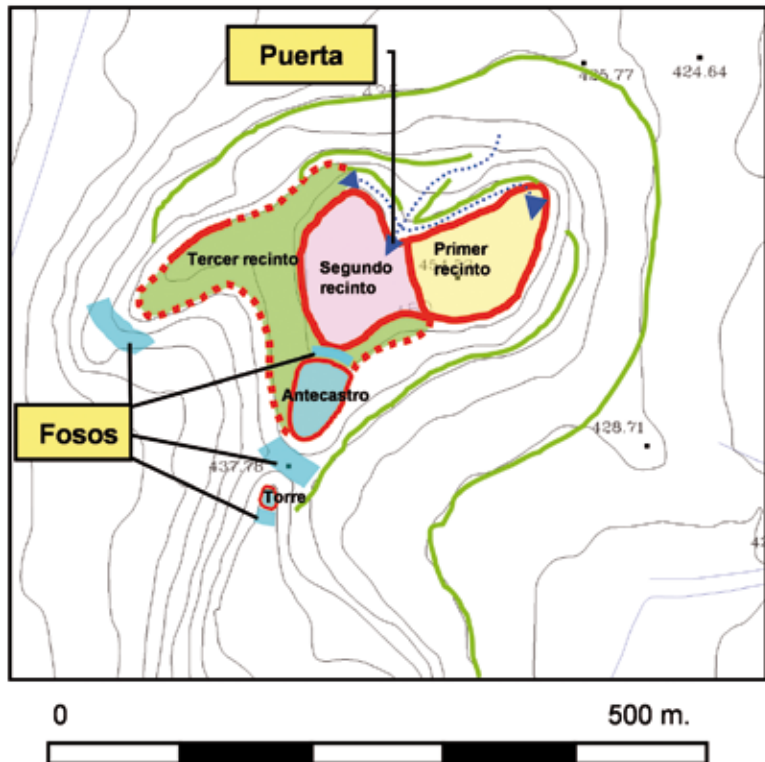 Puerta
425.77
424.64
Tercer recinto
Segundo
recinto
Primer
recinto
Antecastro
Fosos
428.71
437.78
Torre
0
500 m.